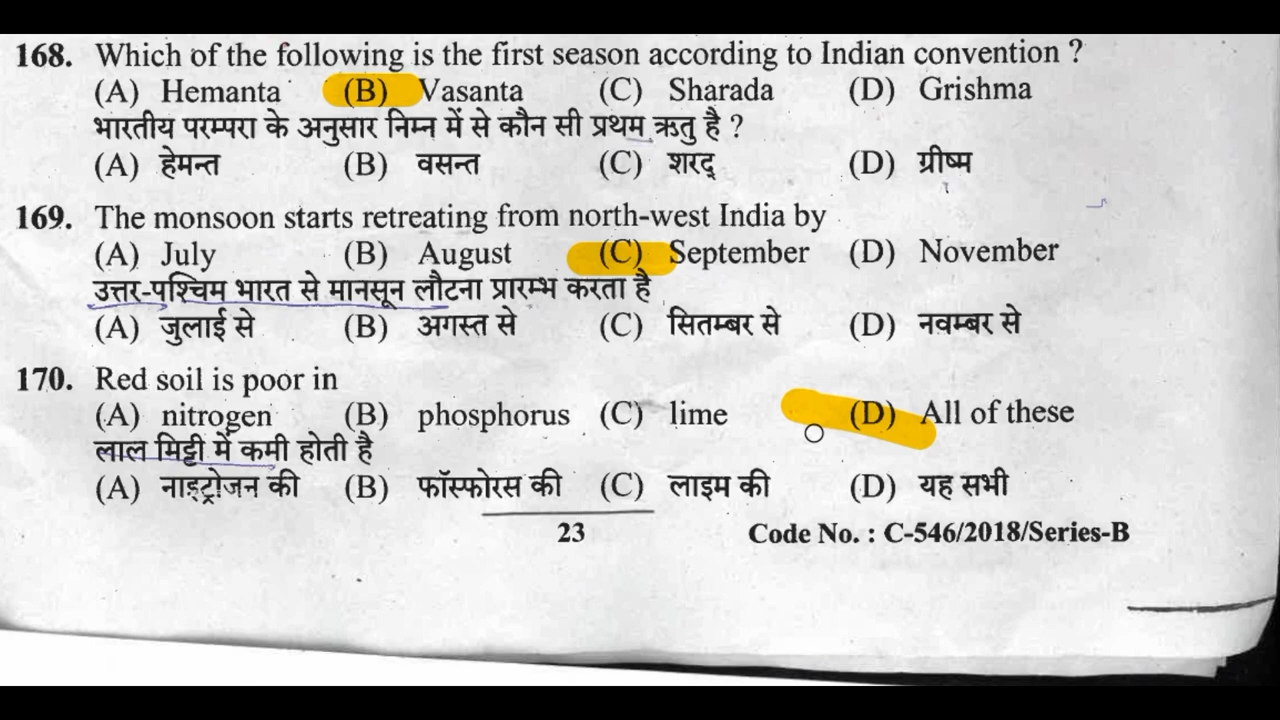 168. Which of the following is the first season according to Indian convention ?
(A) Hemanta (B) Vasanta (C) Sharada (D) Grishma
भारतीय परम्परा के अनुसार निम्न में से कौन सी प्रथम ऋतु है ?
(A) हेमन्त (B) वसन्त (C) शरद् (D) ग्रीष्म
169. The monsoon starts retreating from north-west India by
(A) July (B) August (C) September (D) November
उत्तर-पश्चिम भारत से मानसून लौटना प्रारम्भ करता है
(A) जुलाई से (B) अगस्त से (C) सितम्बर से (D) नवम्बर से
170. Red soil is poor in
(A) nitrogen (B) phosphorus (C) lime (D) All of these
लाल मिट्टी में कमी होती है
(A) नाइट्रोजन की (B) फॉस्फोरस की (C) लाइम की (D) यह सभी
23 Code No. : C-546/2018/Series-B